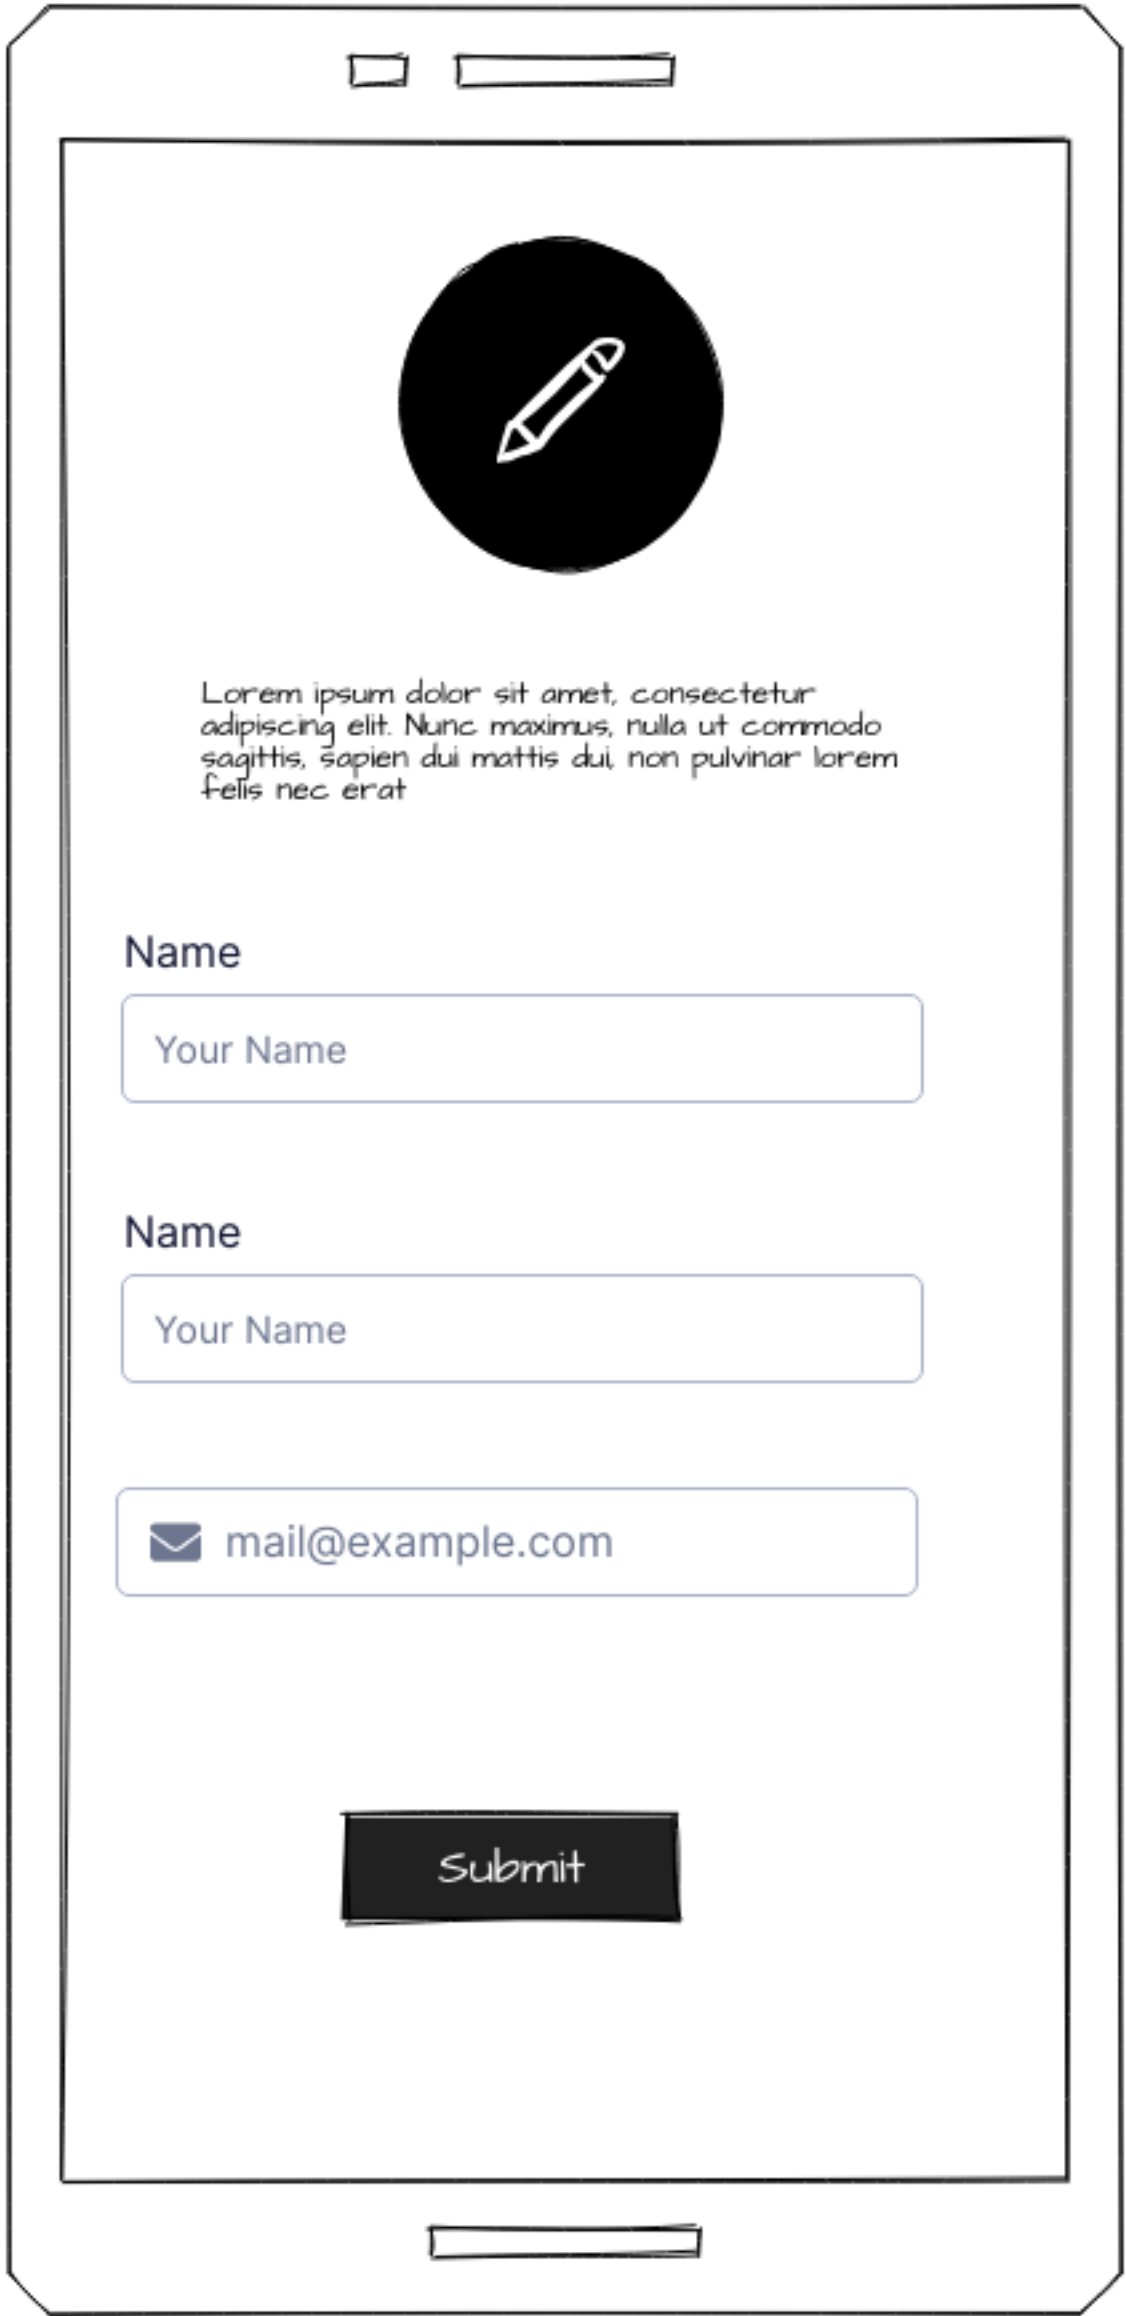 Lorem ipsum dolor sit amet, consectetur
adipiscing elit. Nunc maximus, nulla ut commodo
sagittis, sapien dui mattis dui, non pulvinar lorem
felis nec erat
Name
Your Name
Name
Your Name
mail@example.com
Submit